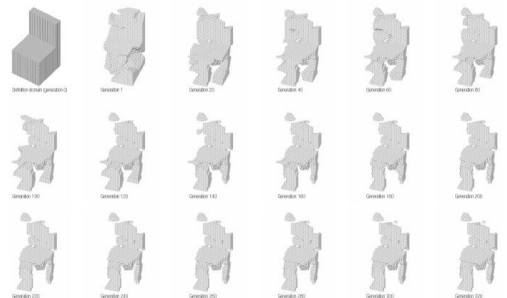 Definition domain (generation 0)
Generation 1
Generation 20
Generation 40
Generation 60
Generation 80
Generation 100
Generation 120
Generation 140
Generation 160
Generation 180
Generation 200
Generation 220
Generation 240
Generation 260
Generation 280
Generation 300
Generation 320